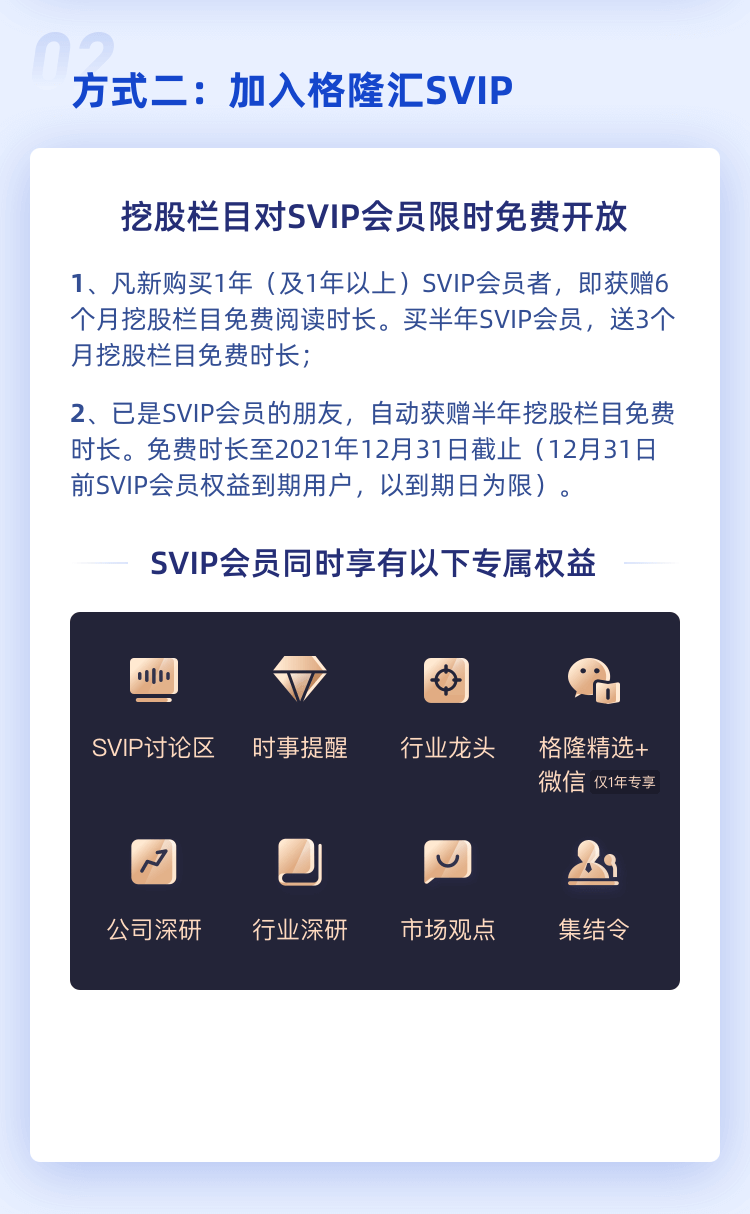 02
方式二：加入格隆汇SVIP
挖股栏目对SVIP会员限时免费开放
1、凡新购买1年（及1年以上）SVIP会员者，即获赠6
个月挖股栏目免费阅读时长。买半年SVIP会员，送3个
月挖股栏目免费时长；
2、已是SVIP会员的朋友，自动获赠半年挖股栏目免费
时长。免费时长至2021年12月31日截止（12月31日
前SVIP会员权益到期用户，以到期日为限）。
SVIP会员同时享有以下专属权益
SVIP讨论区
时事提醒
行业龙头
格隆精选+
微信 仅1年专享
公司深研
行业深研
市场观点
集结令